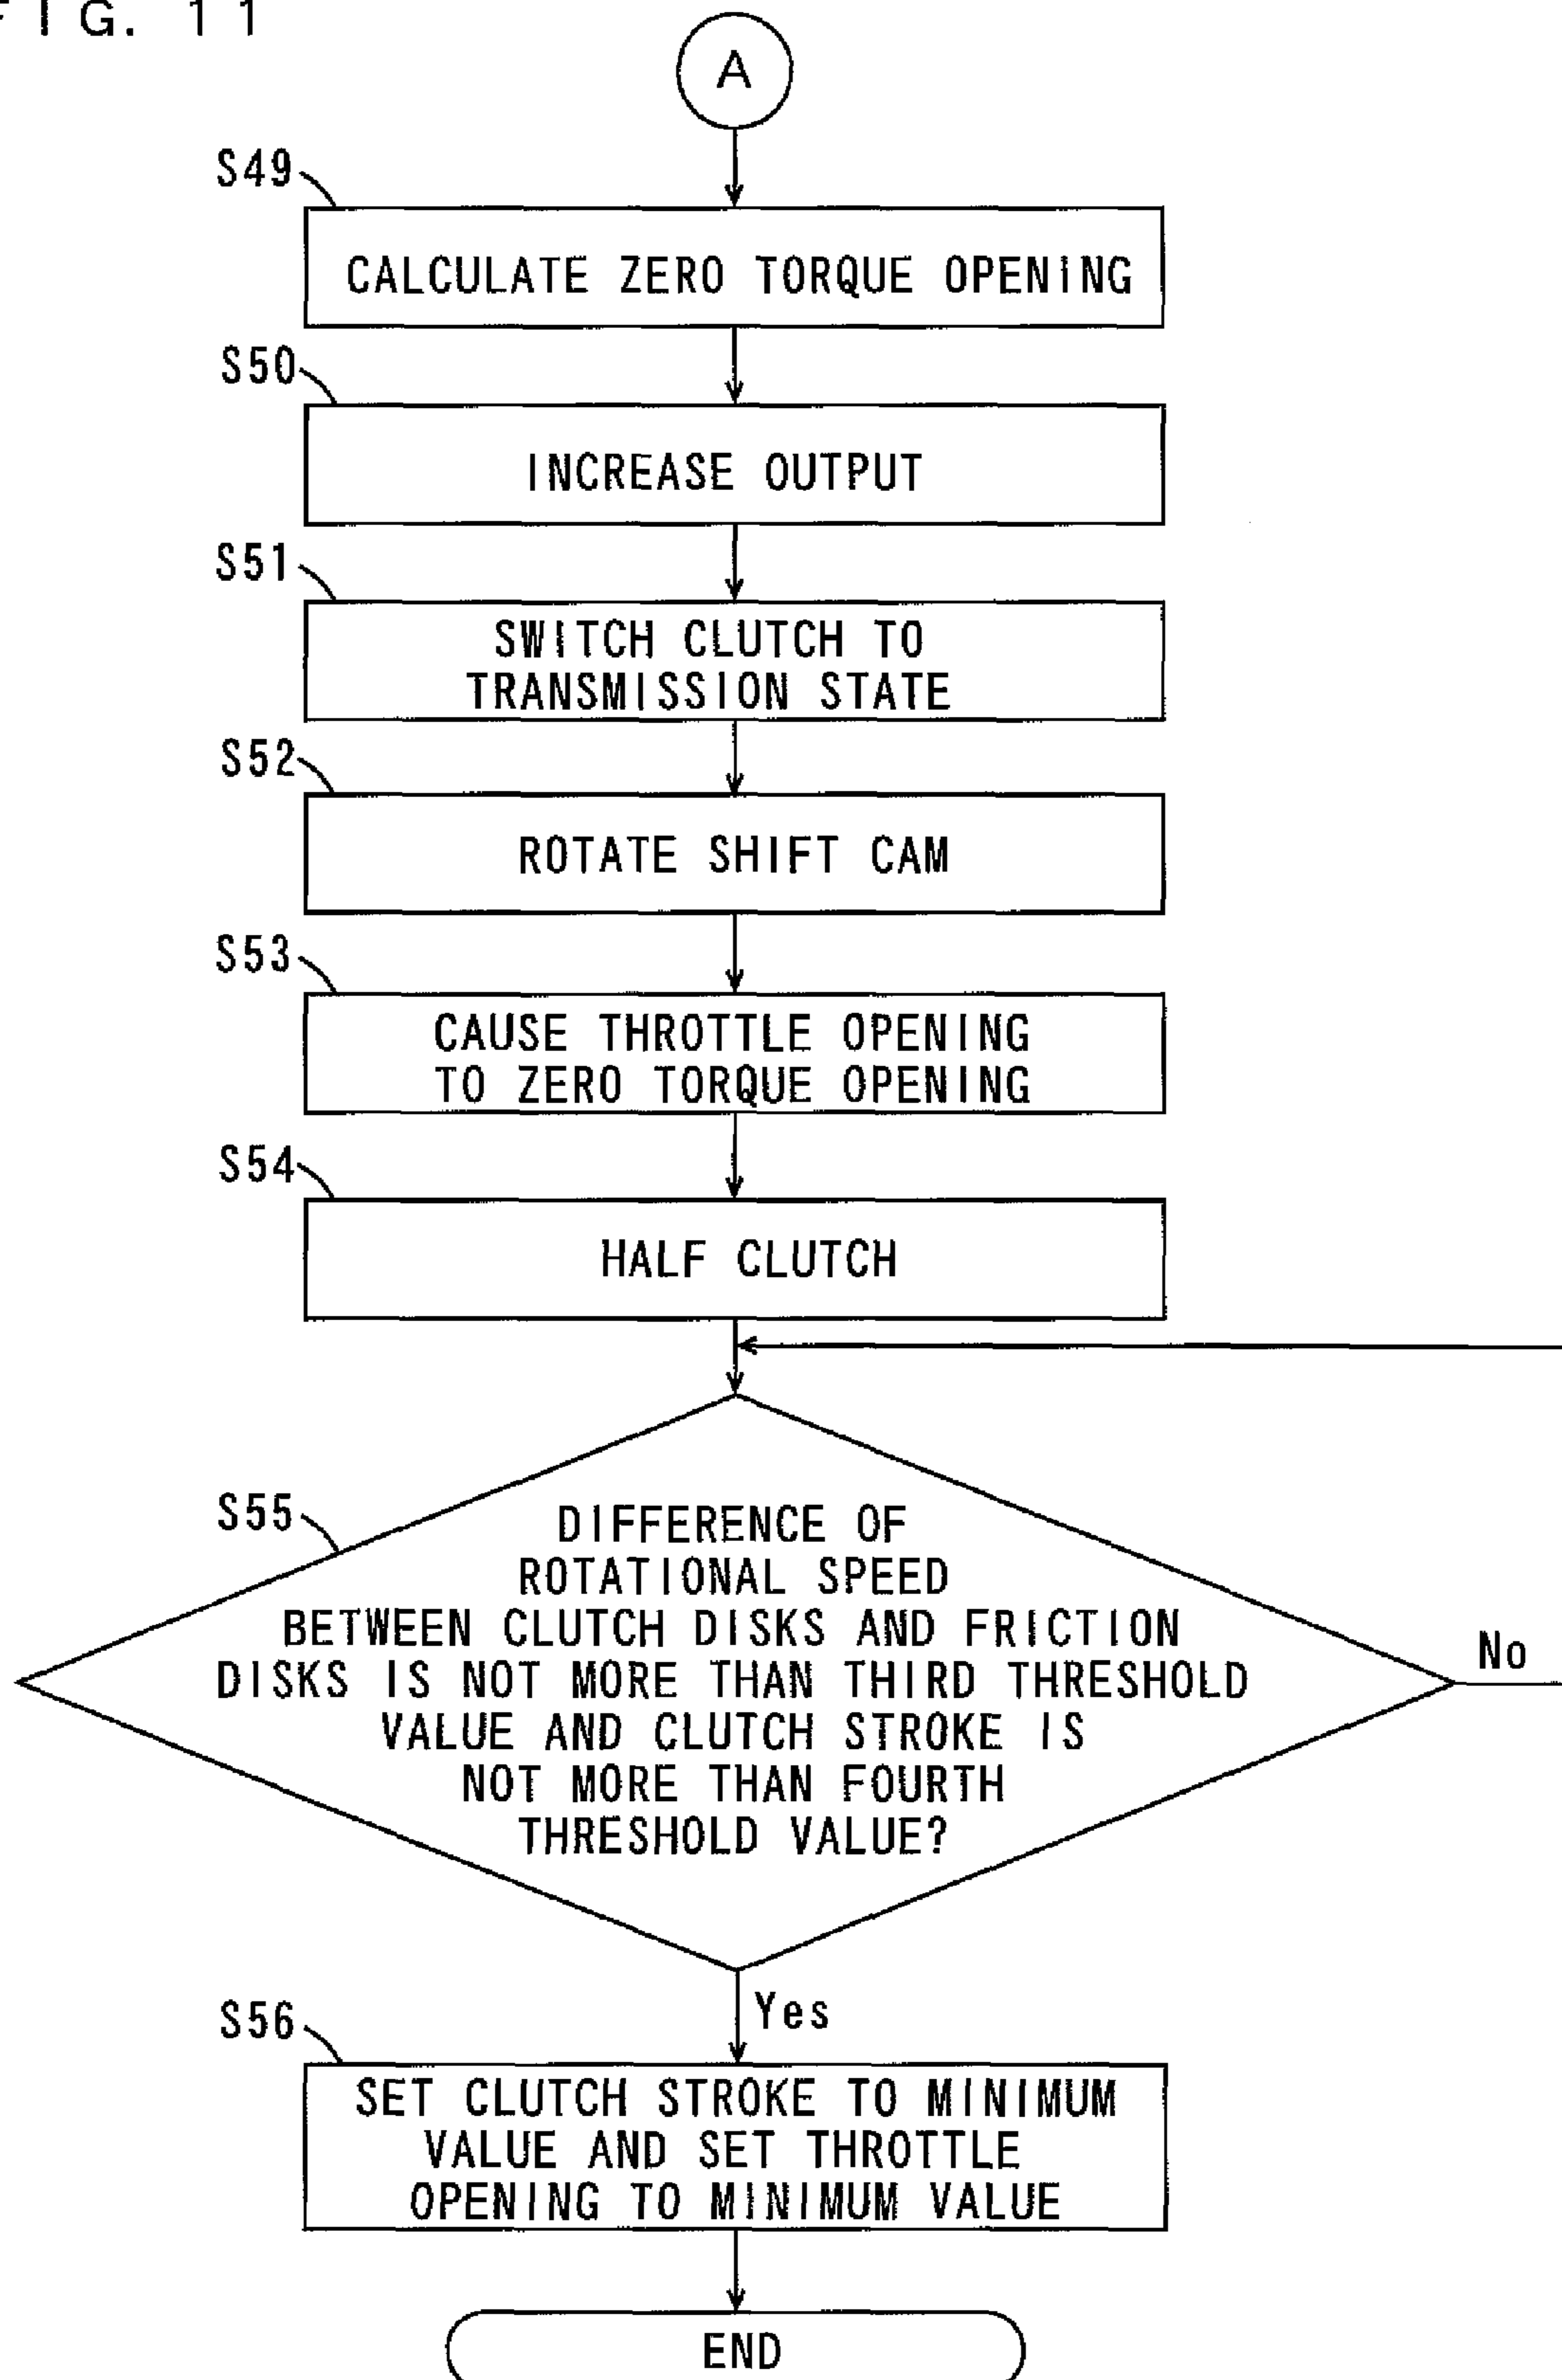 FIG. 11
A
S49
CALCULATE ZERO TORQUE OPENING
S50
INCREASE OUTPUT
S51
SWITCH CLUTCH TO
TRANSMISSION STATE
S52
ROTATE SHIFT CAM
S53
CAUSE THROTTLE OPENING
TO ZERO TORQUE OPENING
S54
HALF CLUTCH
S55
DIFFERENCE OF
ROTATIONAL SPEED
BETWEEN CLUTCH DISKS AND FRICTION
DISKS IS NOT MORE THAN THIRD THRESHOLD
VALUE AND CLUTCH STROKE IS
NOT MORE THAN FOURTH
THRESHOLD VALUE?
No
Yes
S56
SET CLUTCH STROKE TO MINIMUM
VALUE AND SET THROTTLE
OPENING TO MINIMUM VALUE
END